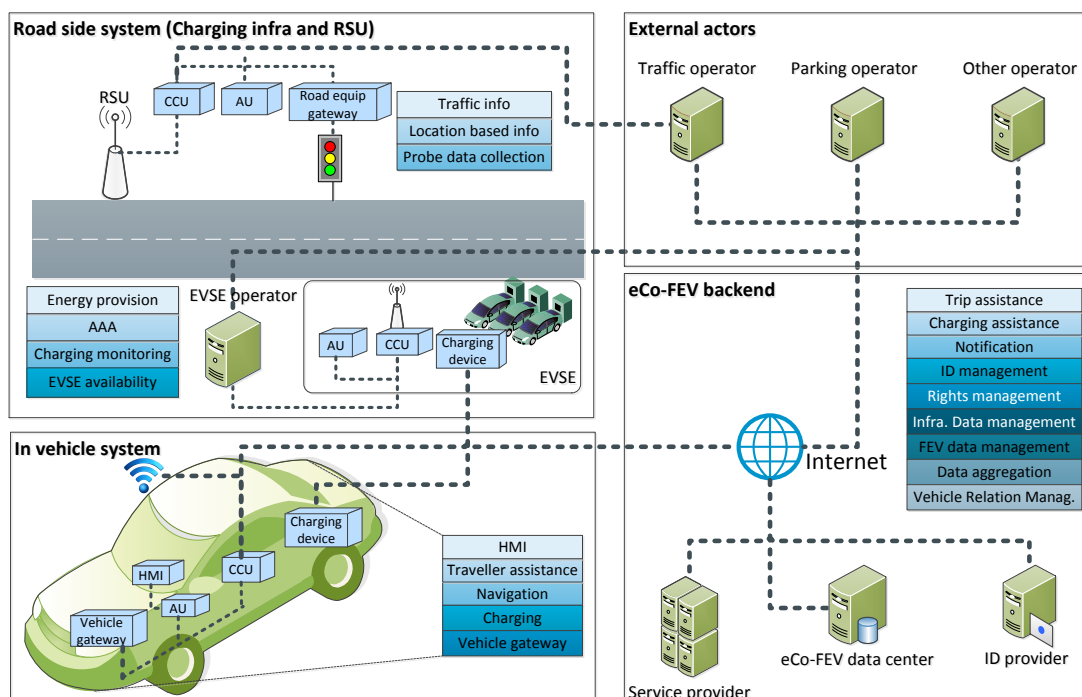 Road side system (Charging infra and RSU)
RSU
CCU
AU
Road equip
gateway
Traffic info
Location based info
Probe data collection
Energy provision
AAA
Charging monitoring
EVSE availability
EVSE operator
AU
CCU
Charging
device
EVSE
External actors
Traffic operator
Parking operator
Other operator
In vehicle system
Charging
device
HMI
CCU
AU
Vehicle
gateway
HMI
Traveller assistance
Navigation
Charging
Vehicle gateway
eCo-FEV backend
Trip assistance
Charging assistance
Notification
ID management
Rights management
Infra. Data management
FEV data management
Data aggregation
Vehicle Relation Manag.
Internet
Service provider
eCo-FEV data center
ID provider